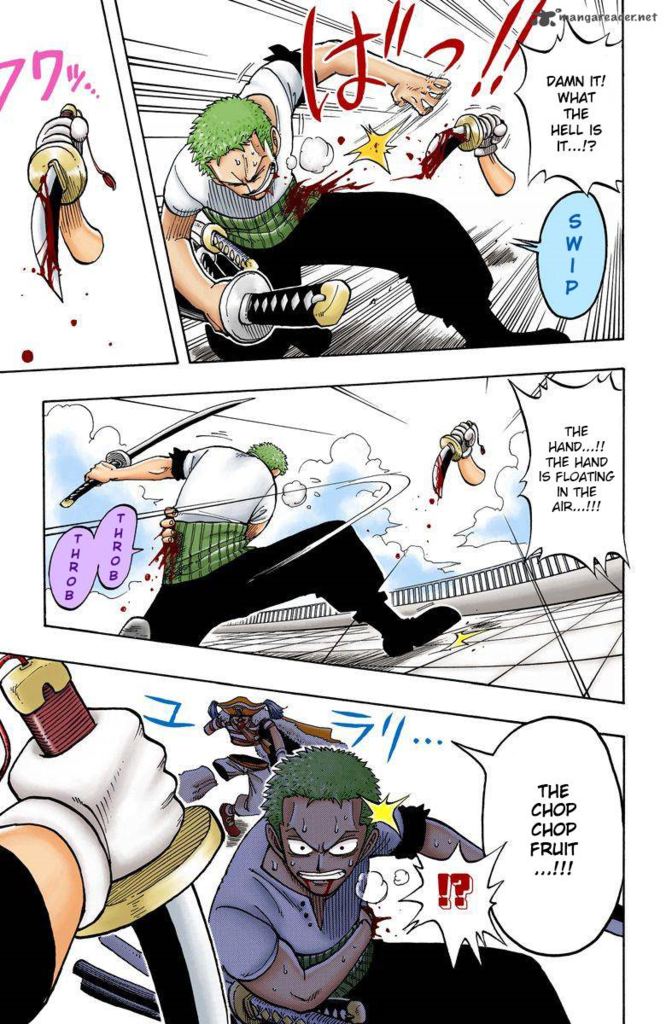 mangareader.net
ばっ!!
DAMN IT!
WHAT
THE
HELL IS
IT...!?
SWIP
フワッ...
THE
HAND...!!
THE HAND
IS FLOATING
IN THE
AIR...!!!
THROB
THROB
THE
CHOP
CHOP
FRUIT
...!!!
!?
ユラリ...